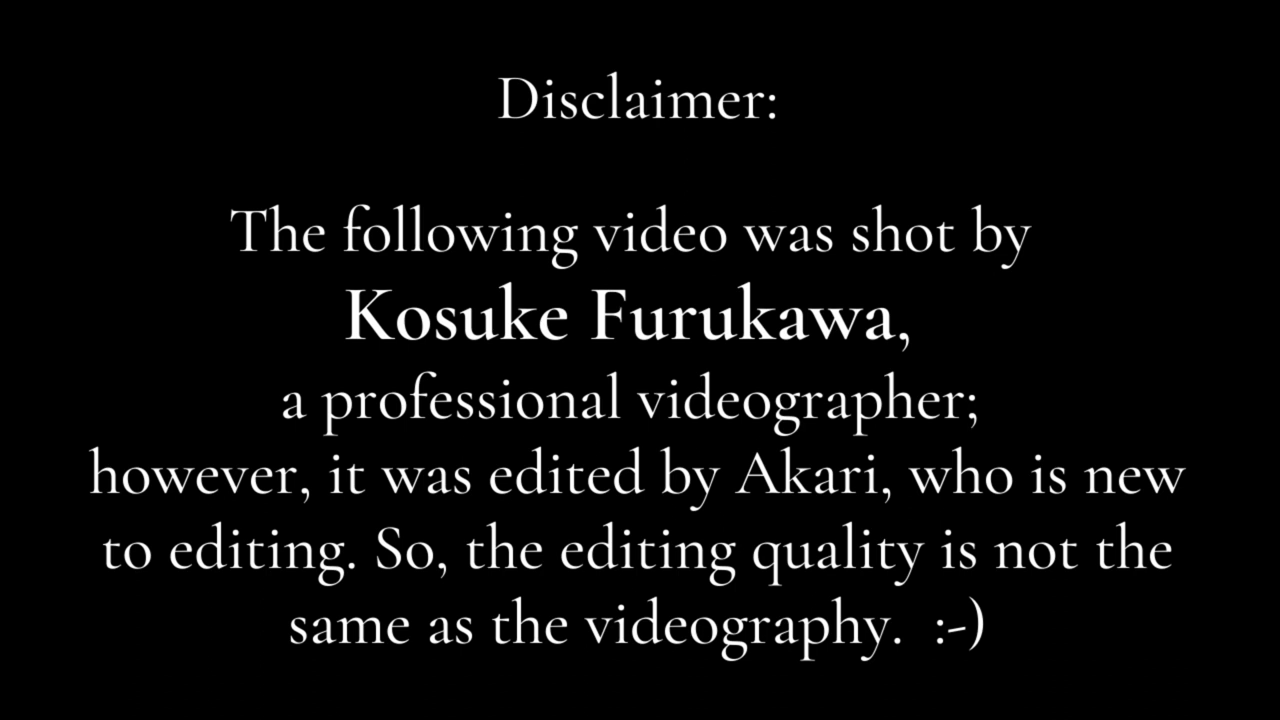 Disclaimer:
The following video was shot by
Kosuke Furukawa,
a professional videographer;
however, it was edited by Akari, who is new
to editing. So, the editing quality is not the
same as the videography.  :-)